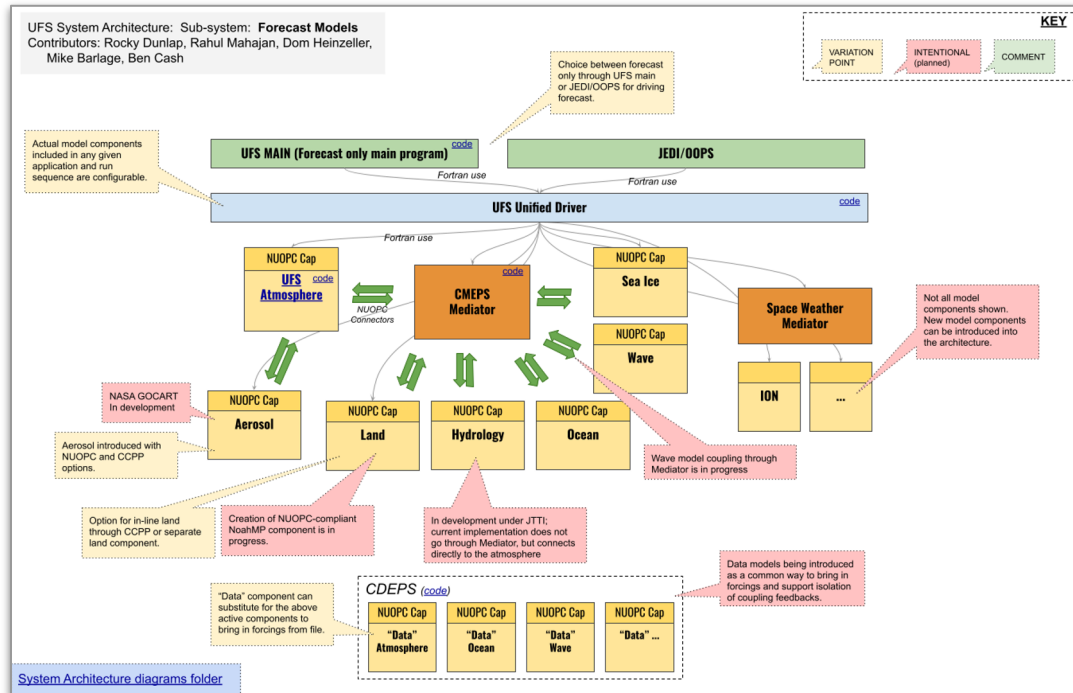 UFS System Architecture:  Sub-system:  Forecast Models
Contributors: Rocky Dunlap, Rahul Mahajan, Dom Heinzeller,
Mike Barlage, Ben Cash
KEY
VARIATION
POINT
INTENTIONAL
(planned)
COMMENT
Choice between forecast
only through UFS main
or JEDI/OOPS for driving
forecast.
Actual model components
included in any given
application and run
sequence are configurable.
UFS MAIN (Forecast only main program)
code
JEDI/OOPS
Fortran use
Fortran use
UFS Unified Driver
code
Fortran use
NUOPC Cap
UFS
Atmosphere
code
NUOPC
Connectors
code
CMEPS
Mediator
NUOPC Cap
Sea Ice
NUOPC Cap
Wave
Space Weather
Mediator
ION
...
Not all model
components shown.
New model components
can be introduced into
the architecture.
NASA GOCART
In development
Aerosol introduced with
NUOPC and CCPP
options.
NUOPC Cap
Aerosol
NUOPC Cap
Land
NUOPC Cap
Hydrology
NUOPC Cap
Ocean
Wave model coupling through
Mediator is in progress
Option for in-line land
through CCPP or separate
land component.
Creation of NUOPC-compliant
NoahMP component is in
progress.
In development under JTTI;
current implementation does not
go through Mediator, but connects
directly to the atmosphere
Data models being introduced
as a common way to bring in
forcings and support isolation
of coupling feedbacks.
"Data" component can
substitute for the above
active components to
bring in forcings from file.
CDEPS (code)
NUOPC Cap
"Data"
Atmosphere
NUOPC Cap
"Data"
Ocean
NUOPC Cap
"Data"
Wave
NUOPC Cap
"Data" ...
System Architecture diagrams folder